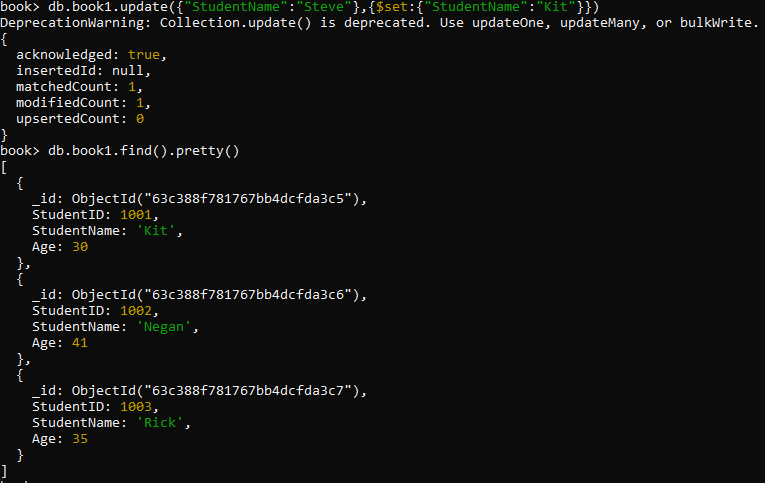 book> db.book1.update({"StudentName":"Steve"},{$set:{"StudentName":"Kit"}})
DeprecationWarning: Collection.update() is deprecated. Use updateOne, updateMany, or bulkWrite.
{
  acknowledged: true,
  insertedId: null,
  matchedCount: 1,
  modifiedCount: 1,
  upsertedCount: 0
}
book> db.book1.find().pretty()
[
  {
    _id: ObjectId("63c388f781767bb4dcfda3c5"),
    StudentID: 1001,
    StudentName: 'Kit',
    Age: 30
  },
  {
    _id: ObjectId("63c388f781767bb4dcfda3c6"),
    StudentID: 1002,
    StudentName: 'Negan',
    Age: 41
  },
  {
    _id: ObjectId("63c388f781767bb4dcfda3c7"),
    StudentID: 1003,
    StudentName: 'Rick',
    Age: 35
  }
]